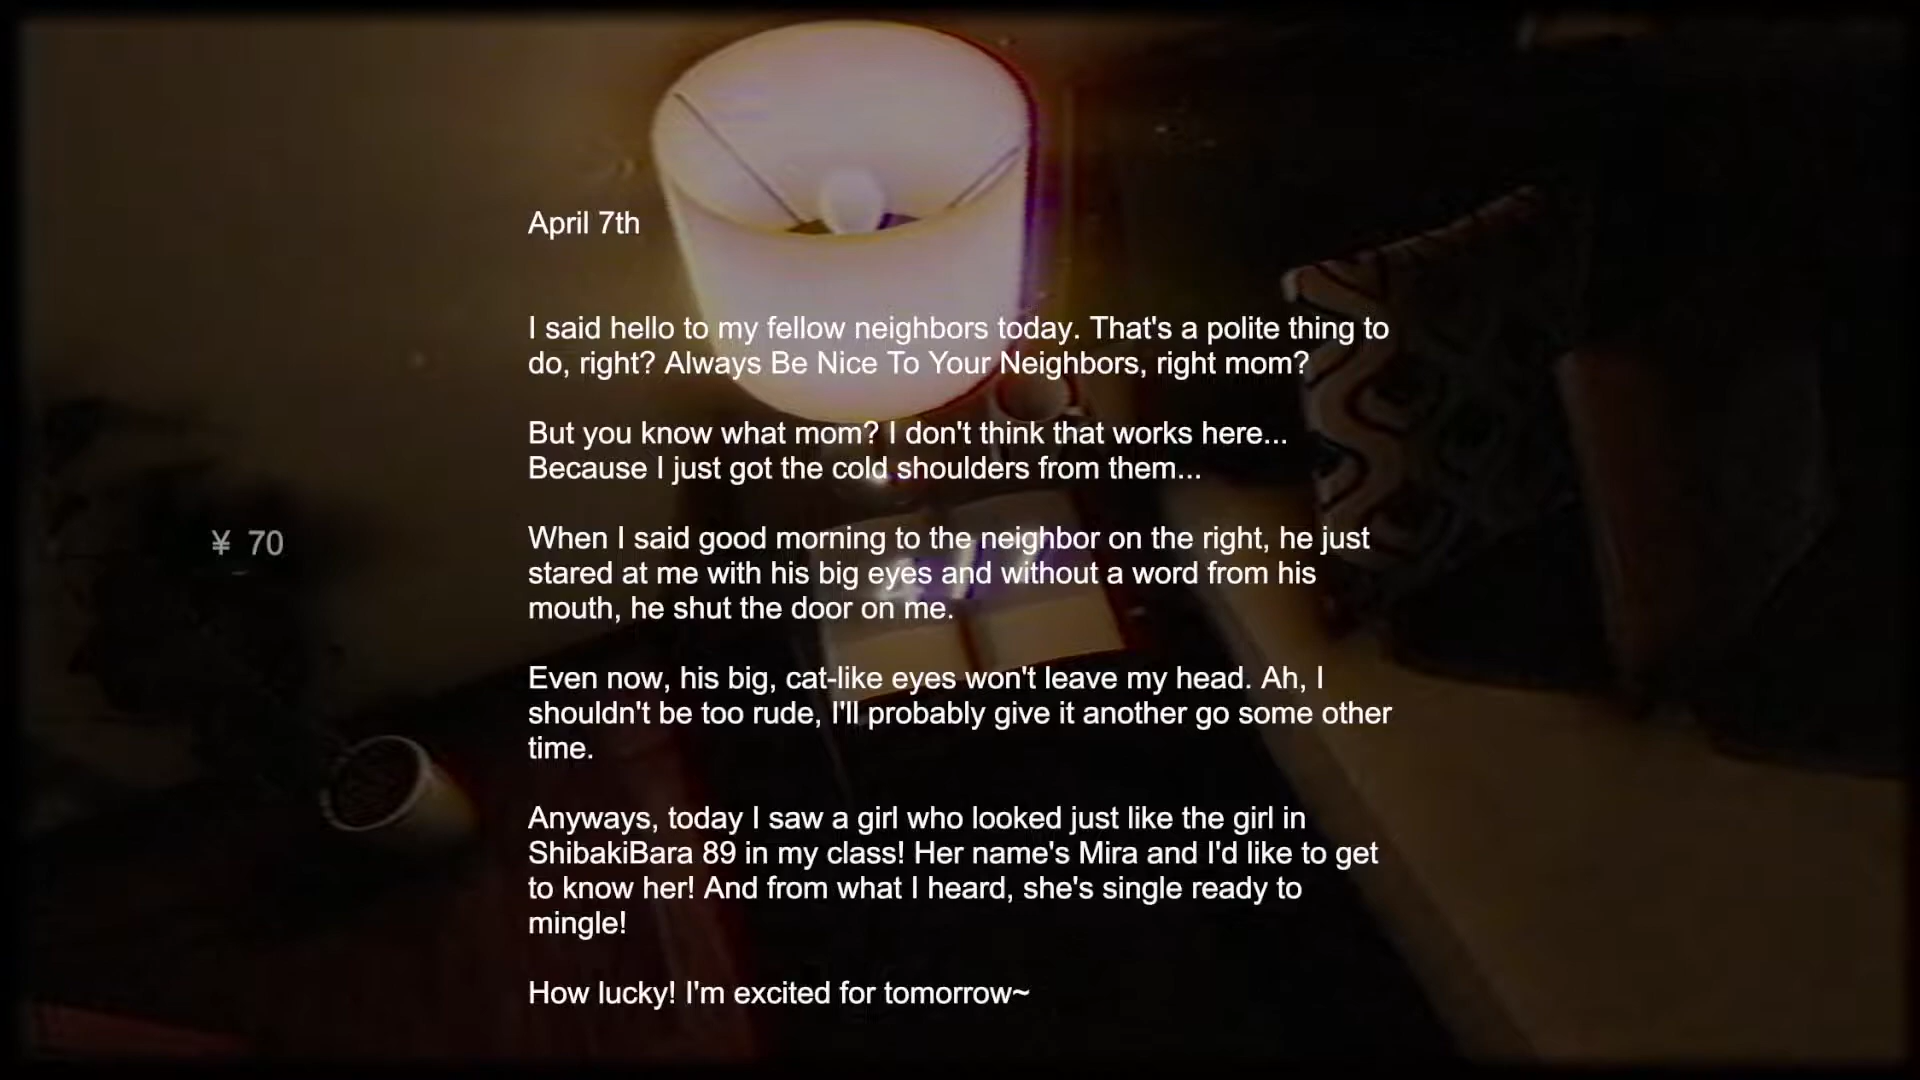 April 7th
I said hello to my fellow neighbors today. That's a polite thing to
do, right? Always Be Nice To Your Neighbors, right mom?
But you know what mom? I don't think that works here...
Because I just got the cold shoulders from them...
¥ 70
When I said good morning to the neighbor on the right, he just
stared at me with his big eyes and without a word from his
mouth, he shut the door on me.
Even now, his big, cat-like eyes won't leave my head. Ah, I
shouldn't be too rude, I'll probably give it another go some other
time.
Anyways, today I saw a girl who looked just like the girl in
ShibakiBara 89 in my class! Her name's Mira and I'd like to get
to know her! And from what I heard, she's single ready to
mingle!
How lucky! I'm excited for tomorrow~